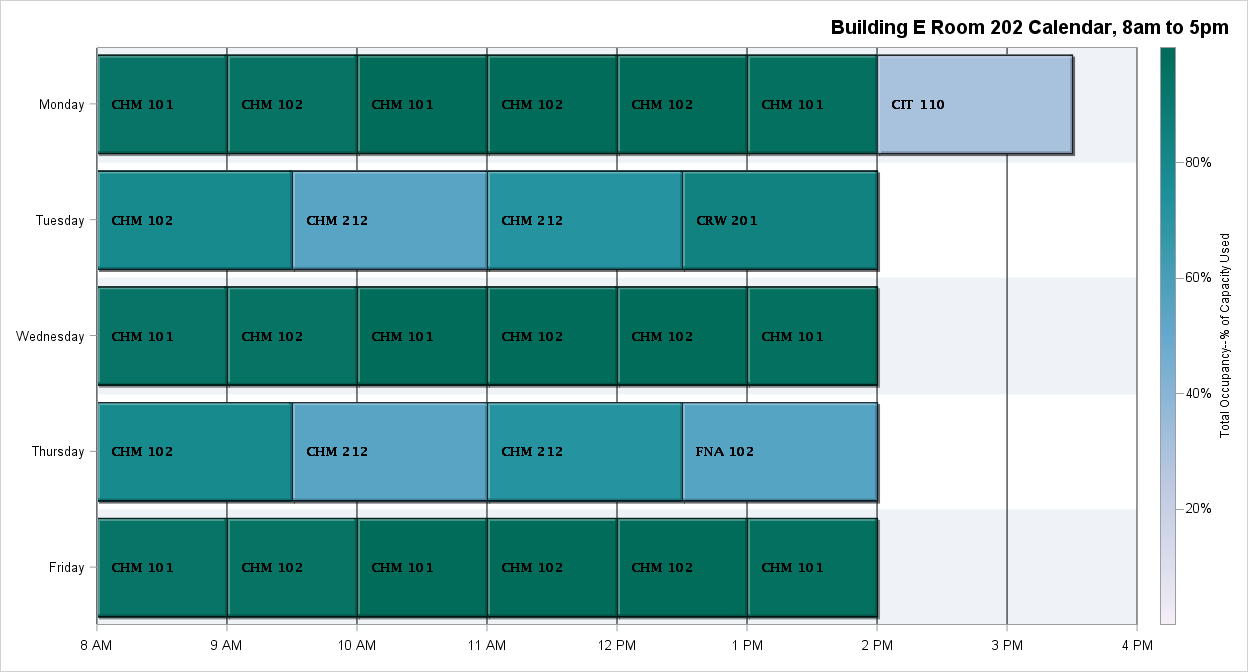 Building E Room 202 Calendar, 8am to 5pm
Monday
CHM 101
CHM 102
CHM 101
CHM 102
CHM 102
CHM 101
CIT 110
Tuesday
CHM 102
CHM 212
CHM 212
CRW 201
Wednesday
CHM 101
CHM 102
CHM 101
CHM 102
CHM 102
CHM 101
Thursday
CHM 102
CHM 212
CHM 212
FNA 102
Friday
CHM 101
CHM 102
CHM 101
CHM 102
CHM 102
CHM 101
8 AM
9 AM
10 AM
11 AM
12 PM
1 PM
2 PM
3 PM
4 PM
80%
60%
40%
20%
Total Occupancy--% of Capacity Used